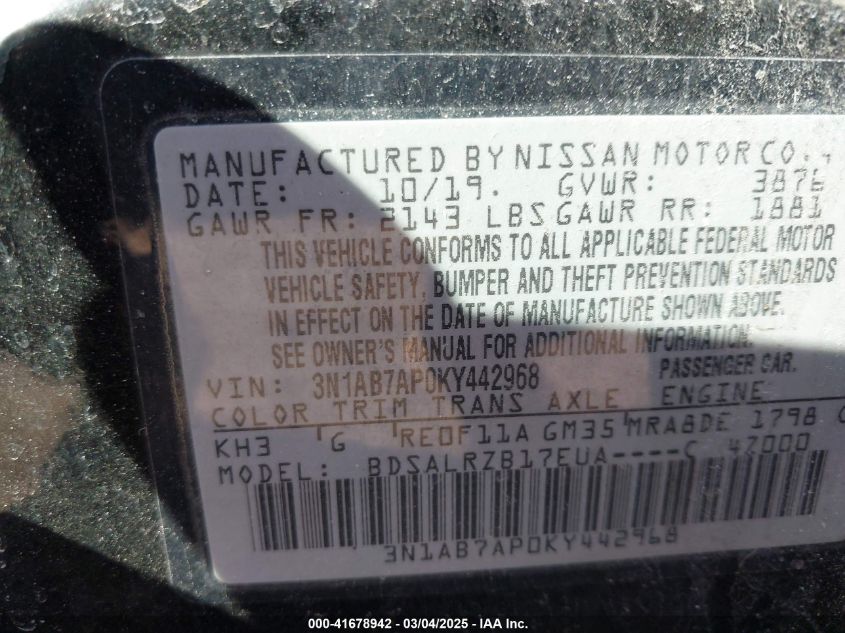 MANUFACTURED BY NISSAN MOTOR CO.,
DATE: 10/19. GVWR: 3876
GAWR FR: 2143 LBS GAWR RR: 1881
THIS VEHICLE CONFORMS TO ALL APPLICABLE FEDERAL MOTOR
VEHICLE SAFETY, BUMPER AND THEFT PREVENTION STANDARDS
IN EFFECT ON THE DATE OF MANUFACTURE SHOWN ABOVE.
SEE OWNER'S MANUAL FOR ADDITIONAL INFORMATION.
VIN: 3N1AB7AP0KY442968 PASSENGER CAR.
COLOR TRIM TRANS AXLE ENGINE
KH3 G RE0F11A GM35 MRA8DE 1798 C
MODEL: BDSALRZB17EUA----C 47000
3N1AB7AP0KY442968
000-41678942 - 03/04/2025 - IAA Inc.